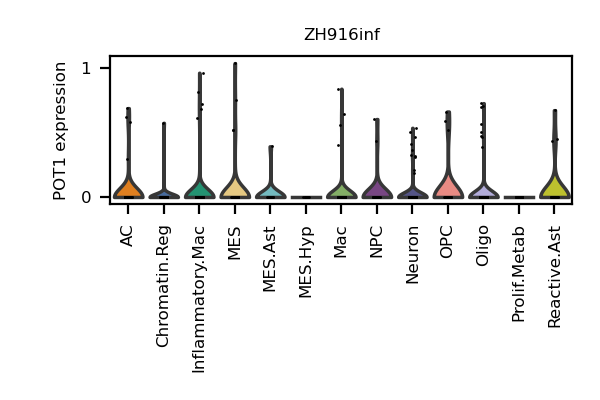 ZH916inf
POT1 expression
1
0
AC
Chromatin.Reg
Inflammatory.Mac
MES
MES.Ast
MES.Hyp
Mac
NPC
Neuron
OPC
Oligo
Prolif.Metab
Reactive.Ast